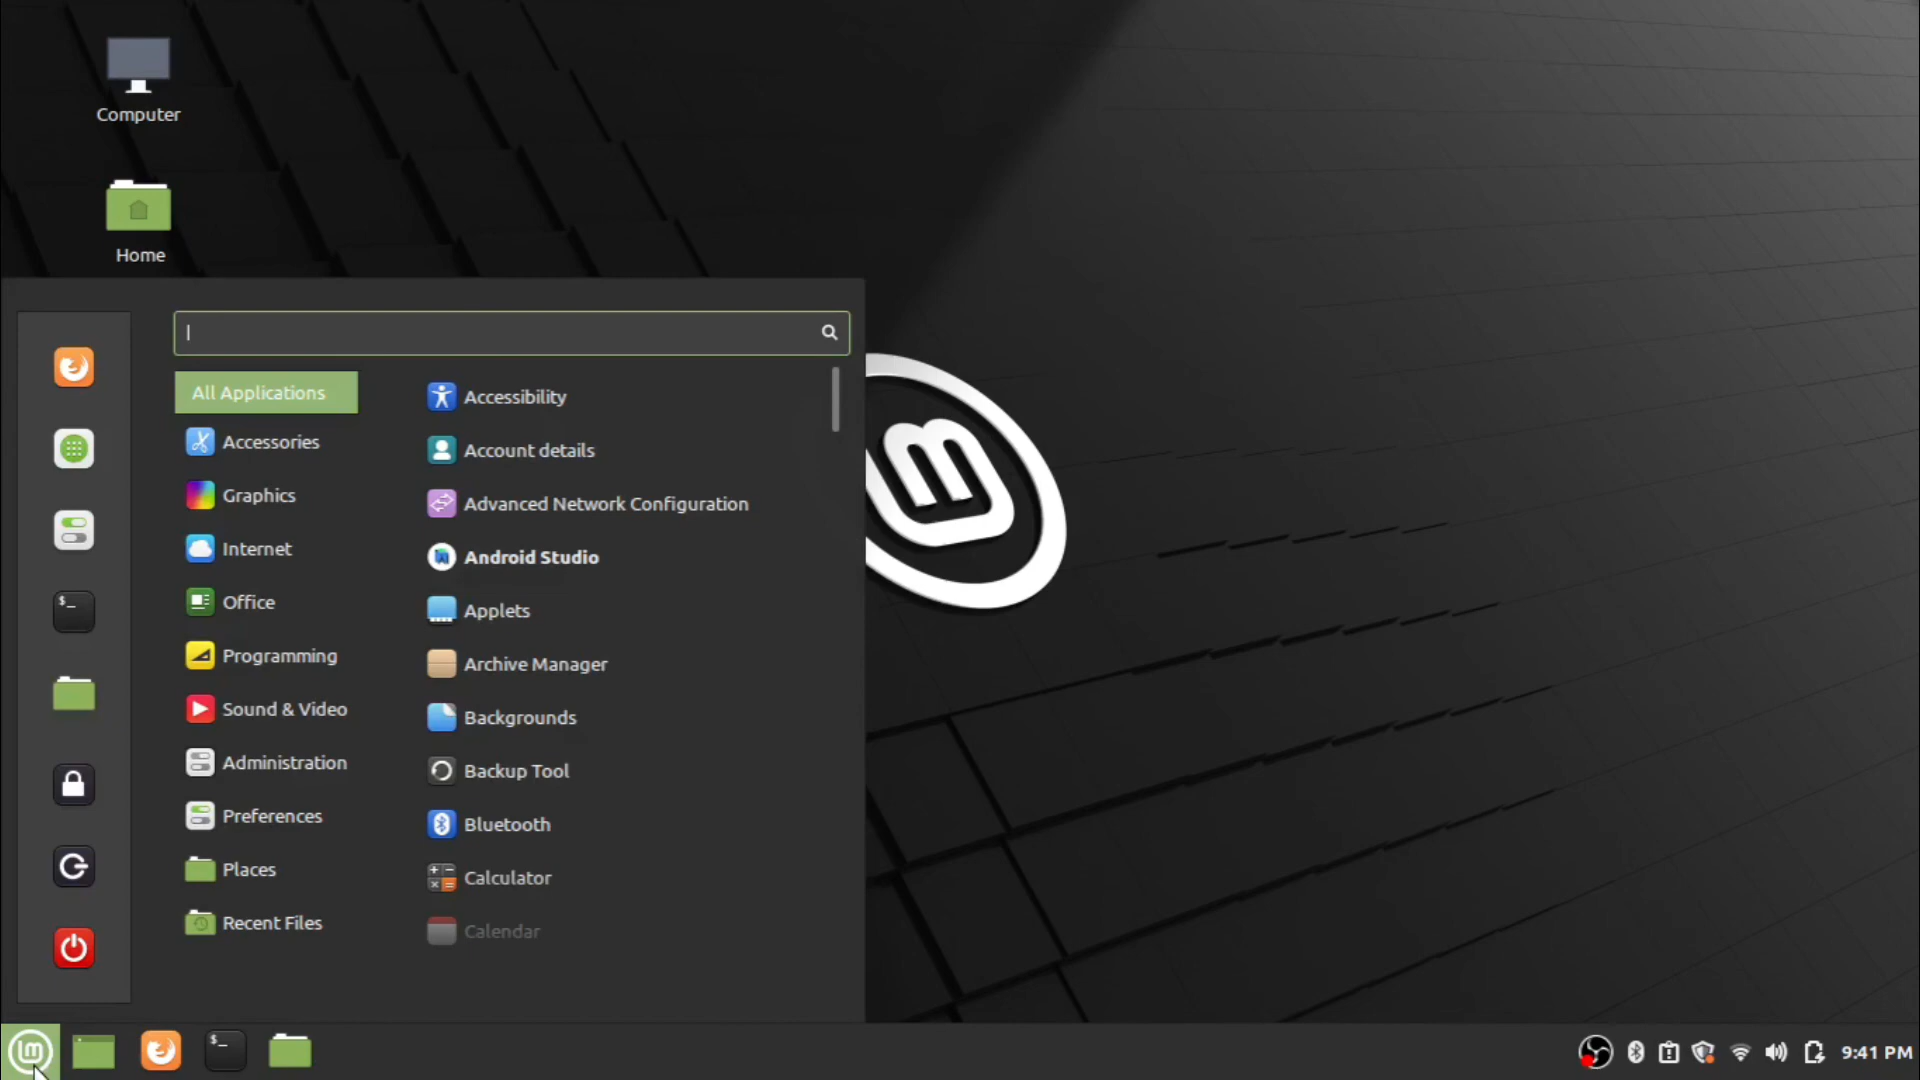 Computer
Home
All Applications
Accessories
Graphics
Internet
Office
Programming
Sound & Video
Administration
Preferences
Places
Recent Files
Accessibility
Account details
Advanced Network Configuration
Android Studio
Applets
Archive Manager
Backgrounds
Backup Tool
Bluetooth
Calculator
Calendar
$_
$_
9:41 PM